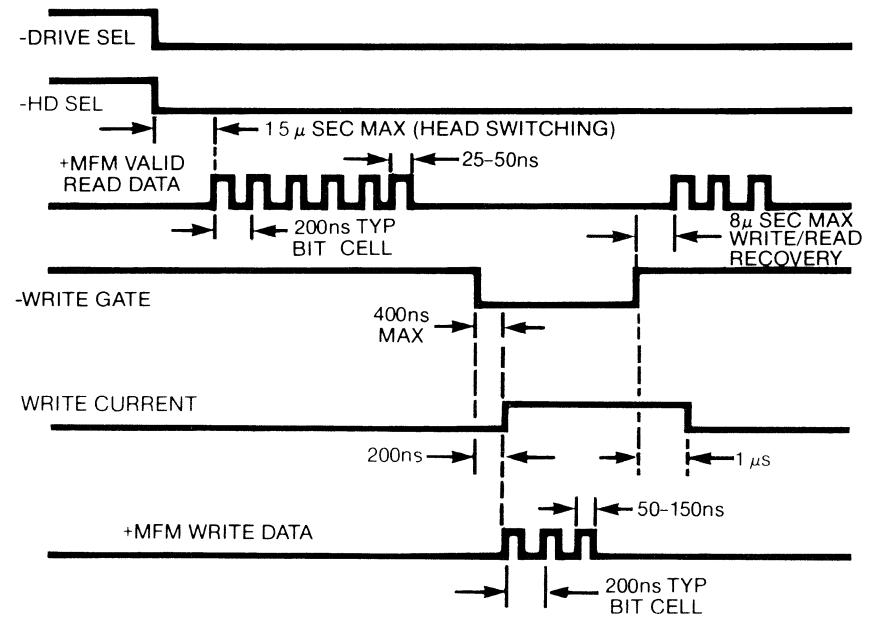 -DRIVE SEL
-HD SEL
15 μ SEC MAX (HEAD SWITCHING)
+MFM VALID
READ DATA
25-50ns
200ns TYP
BIT CELL
8μ SEC MAX
WRITE/READ
RECOVERY
-WRITE GATE
400ns
MAX
WRITE CURRENT
200ns
1 μs
50-150ns
+MFM WRITE DATA
200ns TYP
BIT CELL